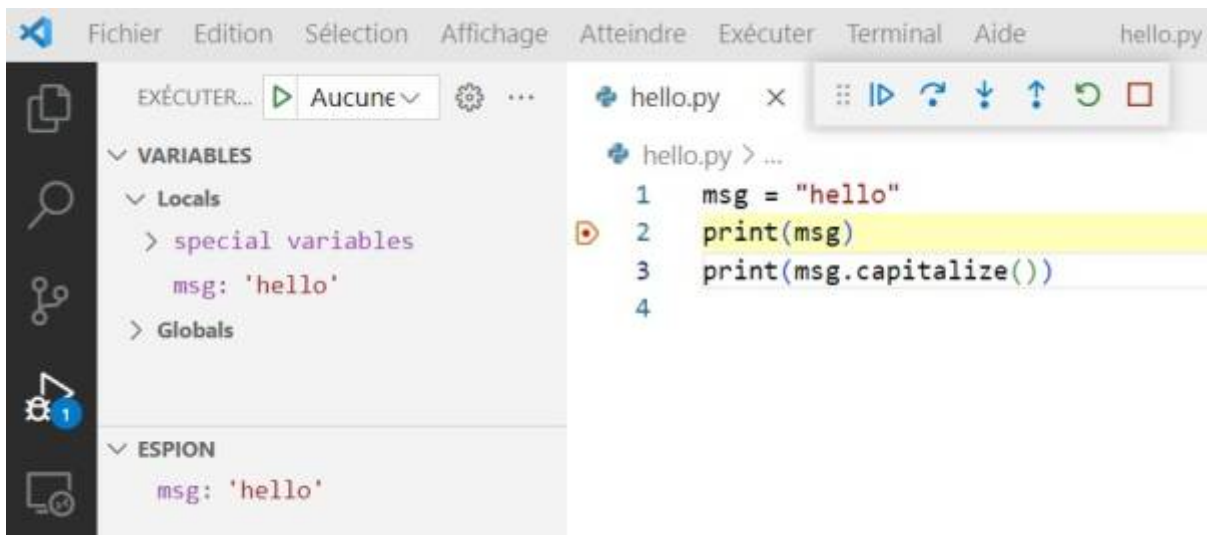 Fichier Edition Sélection Affichage Atteindre Exécuter Terminal Aide hello.py
EXÉCUTER... Aucune
VARIABLES
Locals
special variables
msg: 'hello'
Globals
1
ESPION
msg: 'hello'
hello.py
hello.py > ...
1 msg = "hello"
2 print(msg)
3 print(msg.capitalize())
4